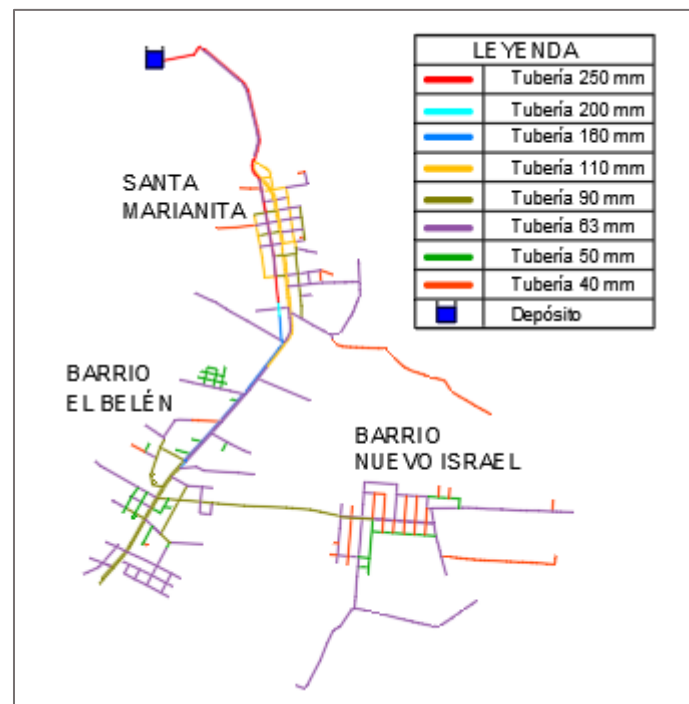 LEYENDA
Tubería 250 mm
Tubería 200 mm
Tubería 160 mm
Tubería 110 mm
Tubería 90 mm
Tubería 63 mm
Tubería 50 mm
Tubería 40 mm
Depósito
SANTA
MARIANITA
BARRIO
EL BELÉN
BARRIO
NUEVO ISRAEL